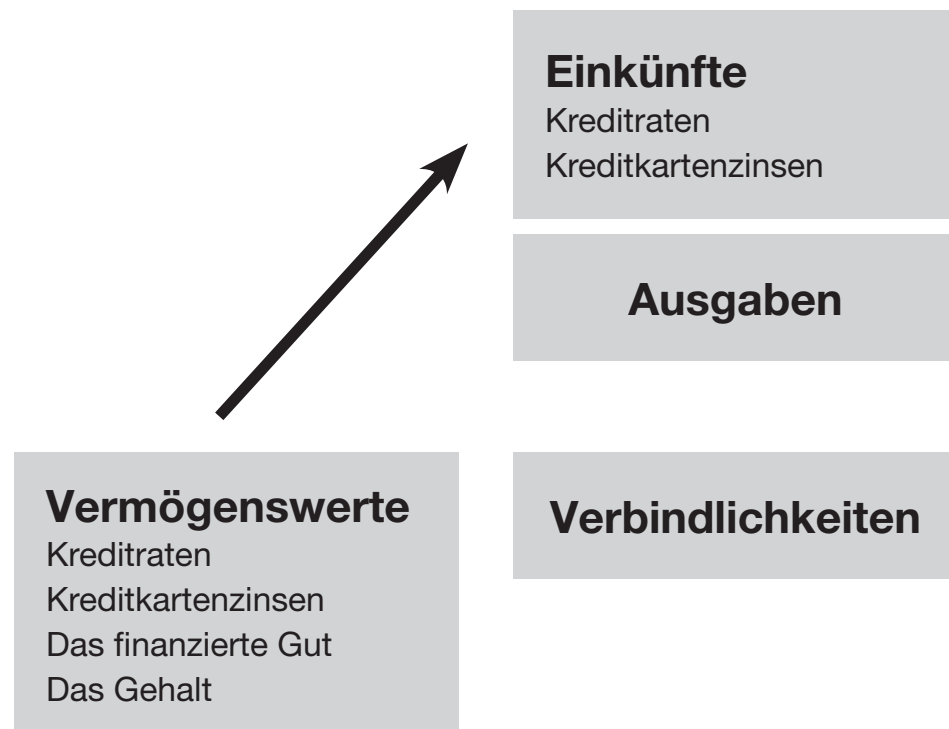 Einkünfte
Kreditraten
Kreditkartenzinsen
Ausgaben
Vermögenswerte
Kreditraten
Kreditkartenzinsen
Das finanzierte Gut
Das Gehalt
Verbindlichkeiten